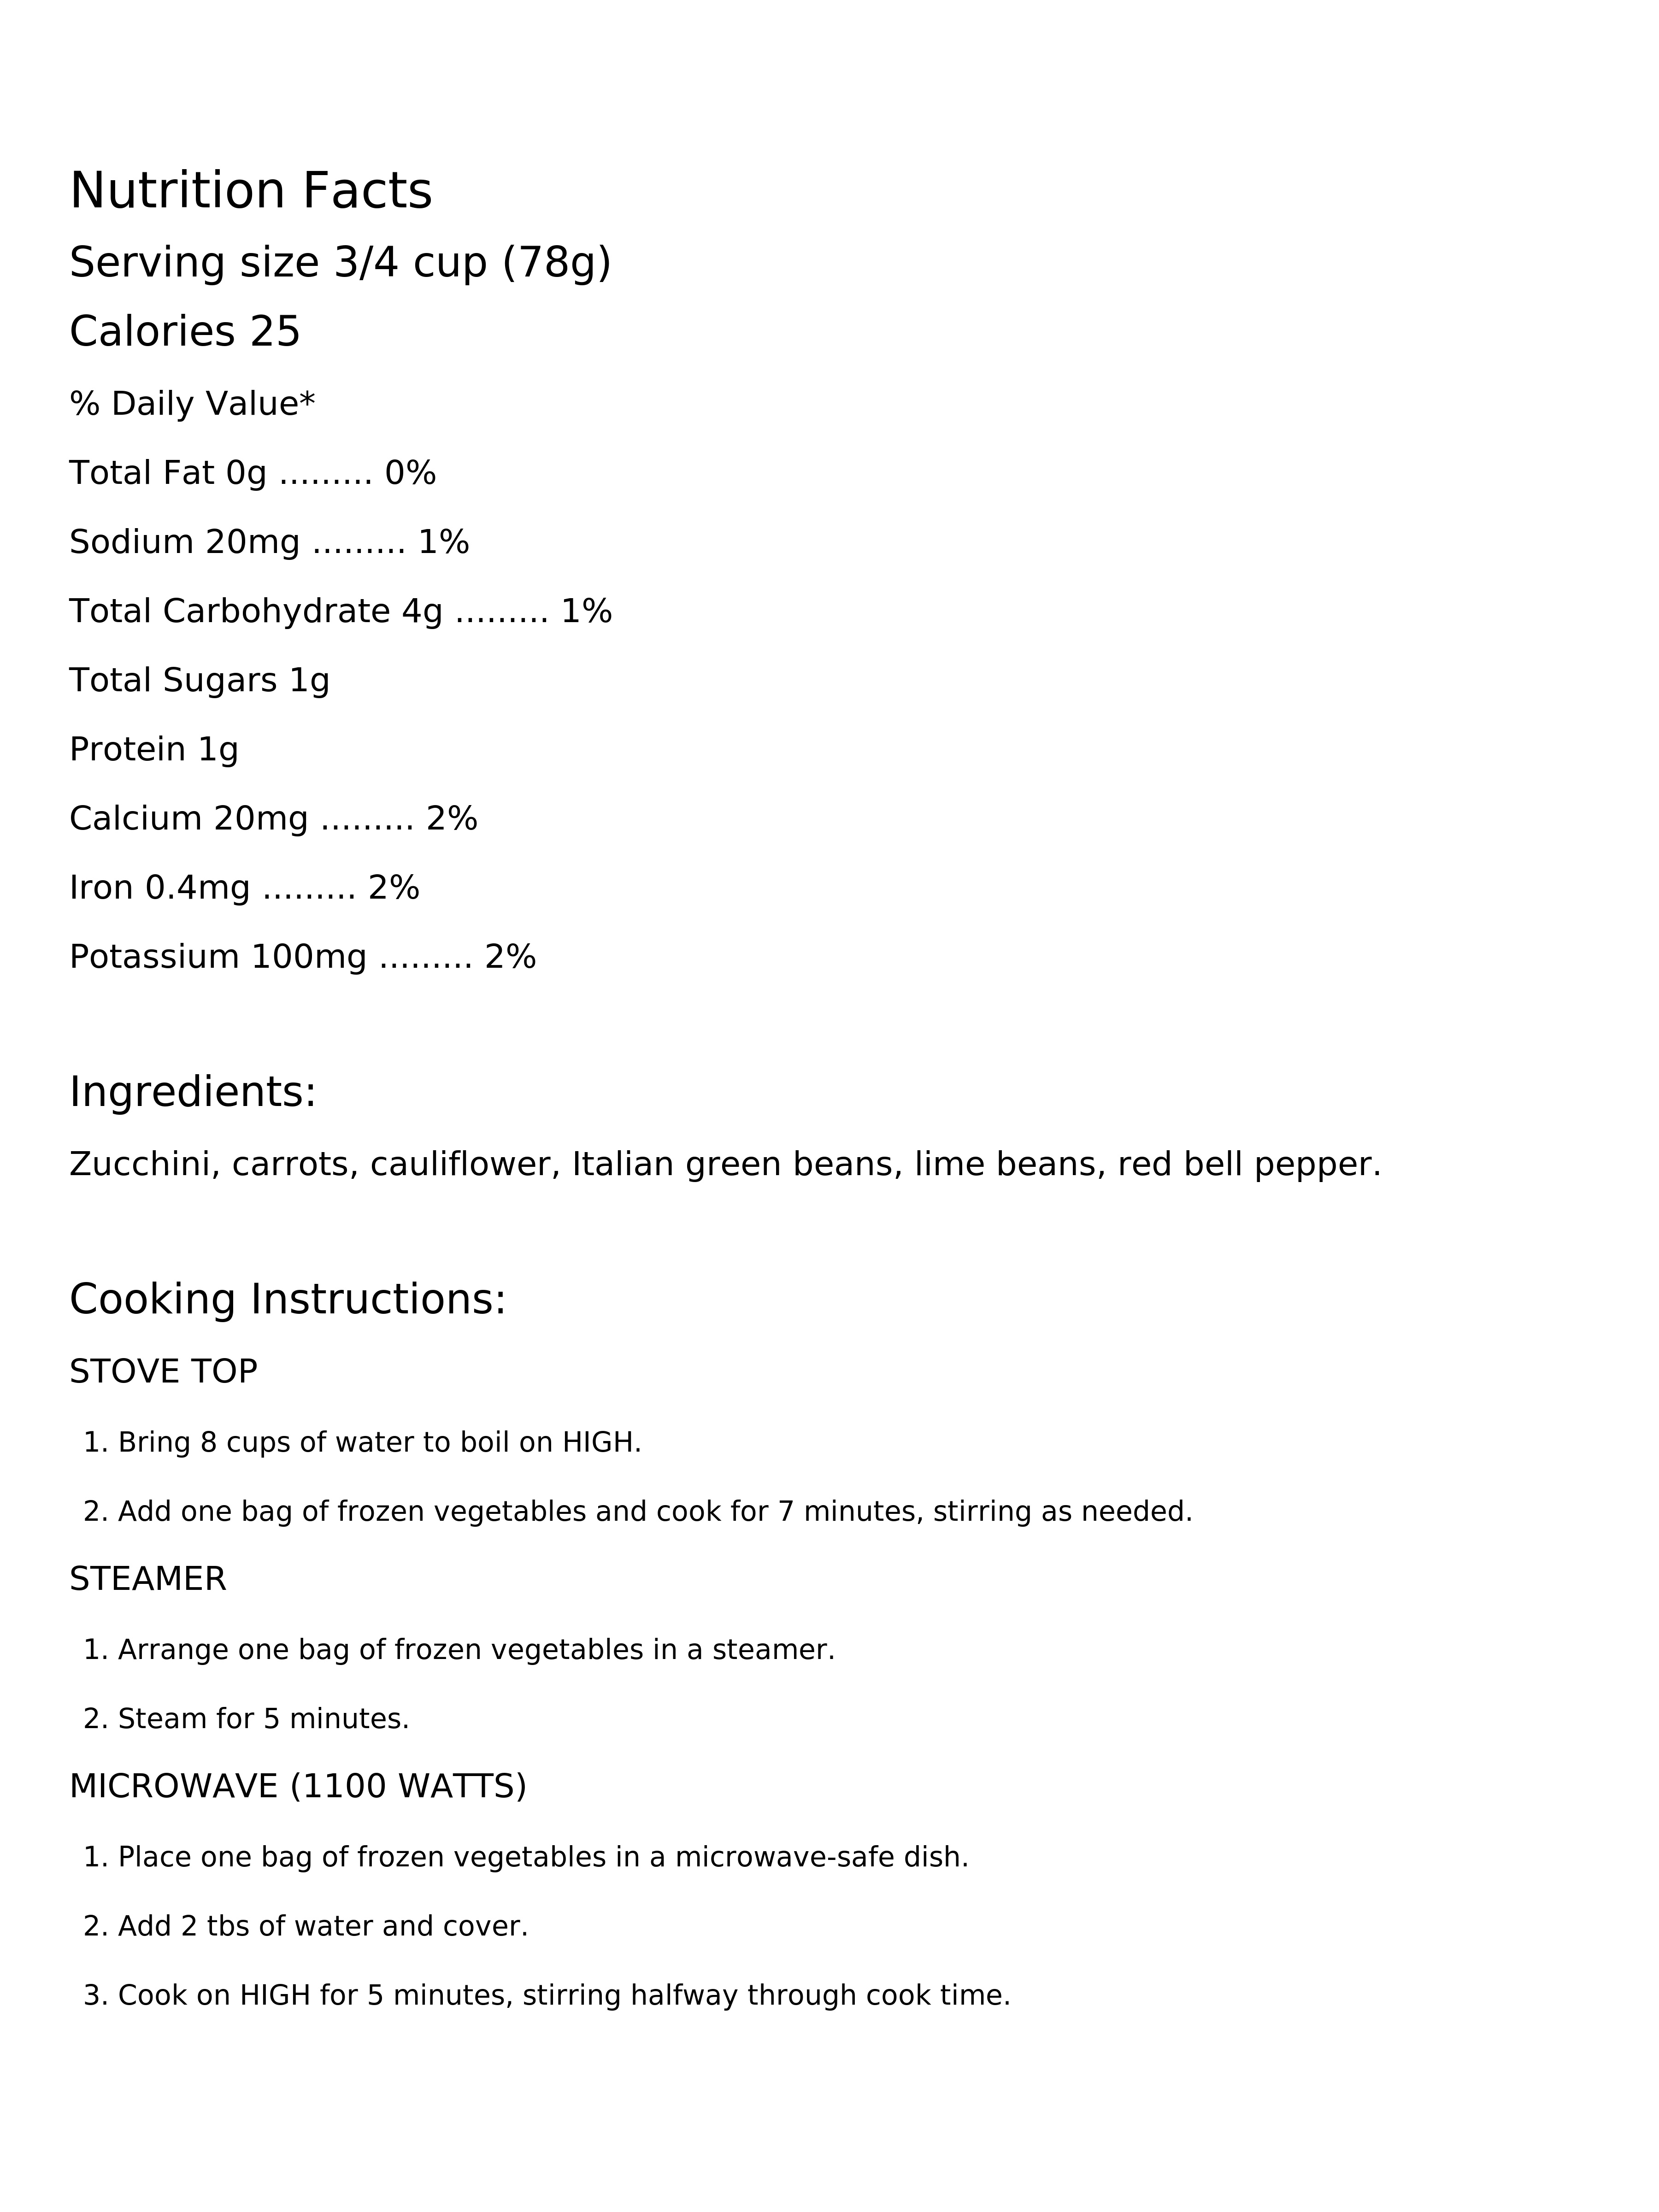 Nutrition Facts
Serving size 3/4 cup (78g)
Calories 25
% Daily Value*
Total Fat 0g ......... 0%
Sodium 20mg ......... 1%
Total Carbohydrate 4g ......... 1%
Total Sugars 1g
Protein 1g
Calcium 20mg ......... 2%
Iron 0.4mg ......... 2%
Potassium 100mg ......... 2%
Ingredients:
Zucchini, carrots, cauliflower, Italian green beans, lime beans, red bell pepper.
Cooking Instructions:
STOVE TOP
1. Bring 8 cups of water to boil on HIGH.
2. Add one bag of frozen vegetables and cook for 7 minutes, stirring as needed.
STEAMER
1. Arrange one bag of frozen vegetables in a steamer.
2. Steam for 5 minutes.
MICROWAVE (1100 WATTS)
1. Place one bag of frozen vegetables in a microwave-safe dish.
2. Add 2 tbs of water and cover.
3. Cook on HIGH for 5 minutes, stirring halfway through cook time.